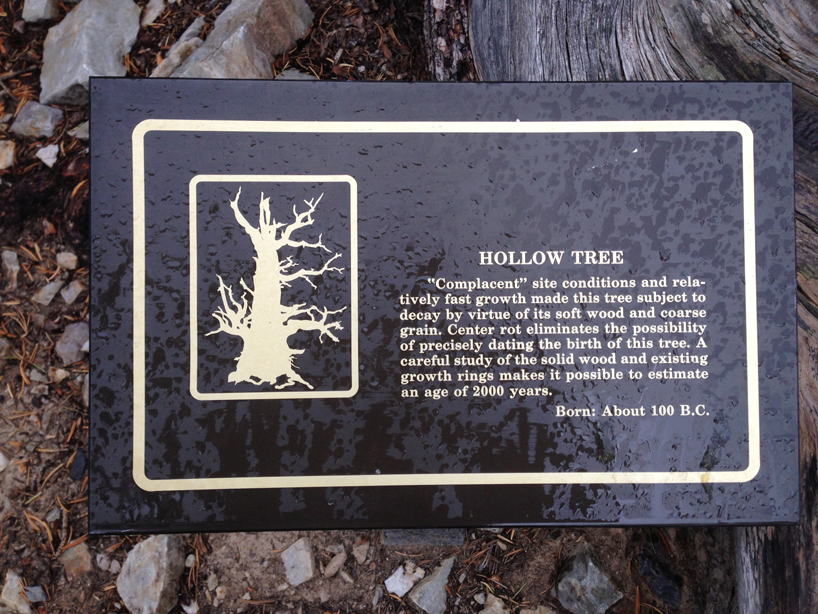 HOLLOW TREE
"Complacent" site conditions and rela-
tively fast growth made this tree subject to
decay by virtue of its soft wood and coarse
grain. Center rot eliminates the possibility
of precisely dating the birth of this tree. A
careful study of the solid wood and existing
growth rings makes it possible to estimate
an age of 2000 years.
Born: About 100 B.C.